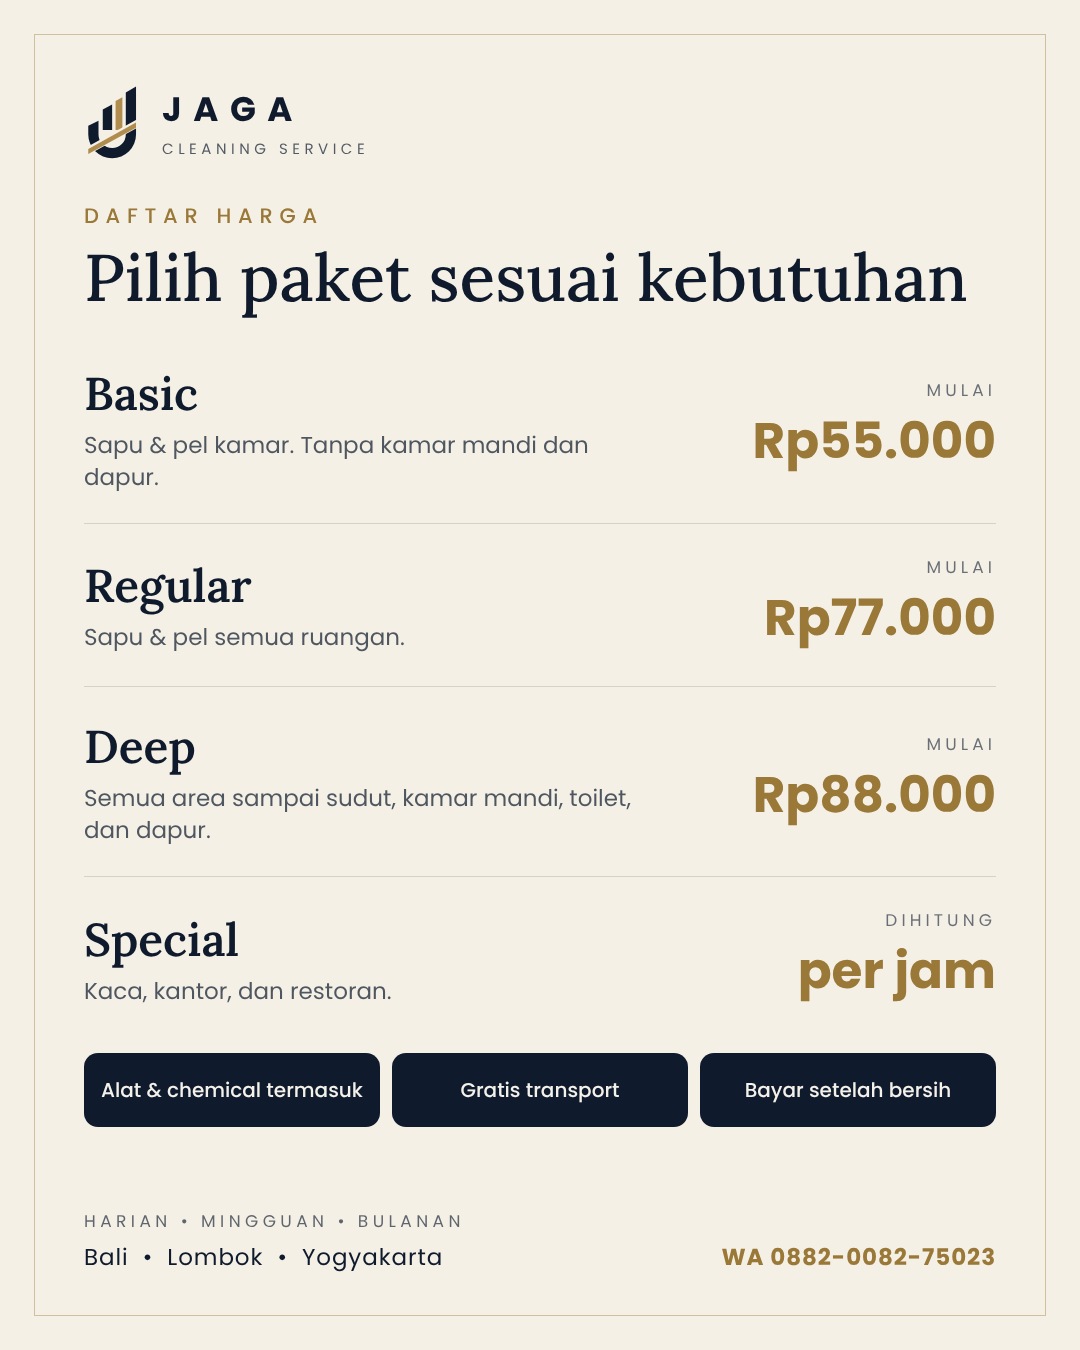 JAGA
CLEANING SERVICE
DAFTAR HARGA
Pilih paket sesuai kebutuhan
Basic
Sapu & pel kamar. Tanpa kamar mandi dan
dapur.
MULAI
Rp55.000
Regular
Sapu & pel semua ruangan.
MULAI
Rp77.000
Deep
Semua area sampai sudut, kamar mandi, toilet,
dan dapur.
MULAI
Rp88.000
Special
Kaca, kantor, dan restoran.
DIHITUNG
per jam
Alat & chemical termasuk
Gratis transport
Bayar setelah bersih
HARIAN • MINGGUAN • BULANAN
Bali • Lombok • Yogyakarta
WA 0882-0082-75023